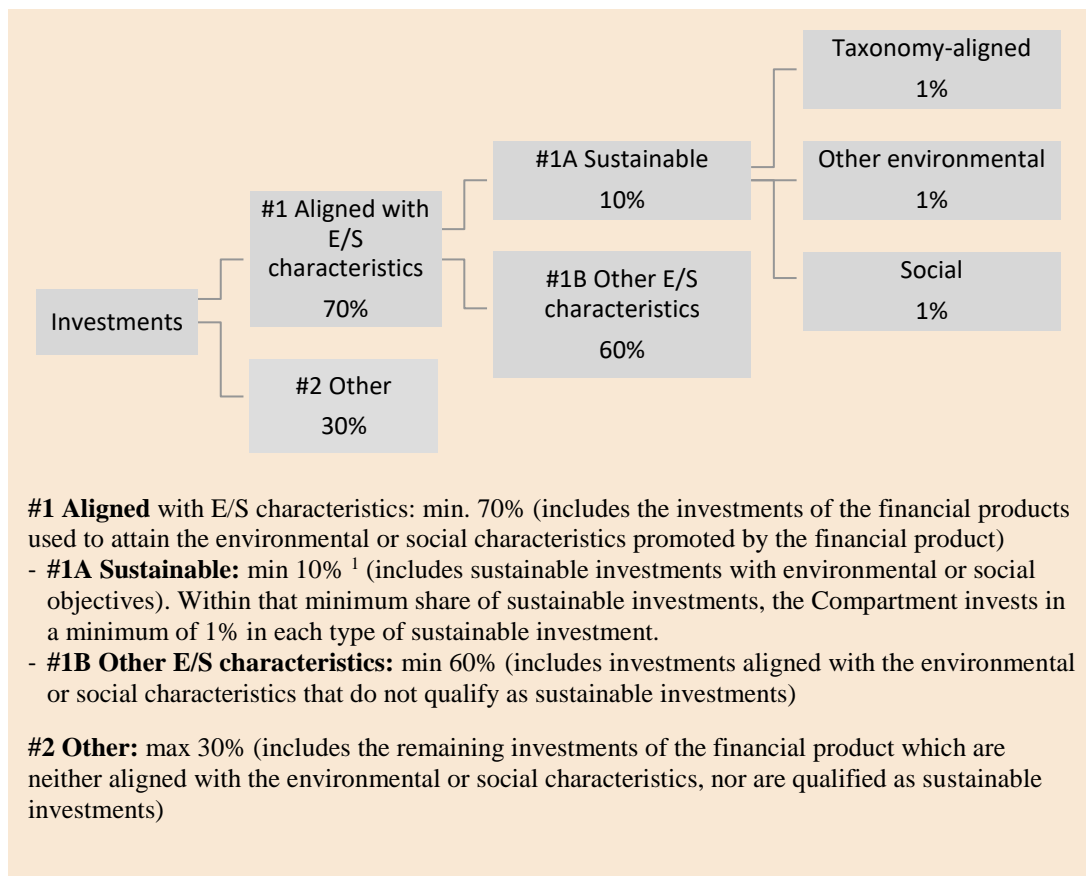 Investments
#1 Aligned with
E/S
characteristics
70%
#2 Other
30%
#1A Sustainable
10%
#1B Other E/S
characteristics
60%
Taxonomy-aligned
1%
Other environmental
1%
Social
1%
#1 Aligned with E/S characteristics: min. 70% (includes the investments of the financial products
used to attain the environmental or social characteristics promoted by the financial product)
- #1A Sustainable: min 10% 1 (includes sustainable investments with environmental or social
objectives). Within that minimum share of sustainable investments, the Compartment invests in
a minimum of 1% in each type of sustainable investment.
- #1B Other E/S characteristics: min 60% (includes investments aligned with the environmental
or social characteristics that do not qualify as sustainable investments)
#2 Other: max 30% (includes the remaining investments of the financial product which are
neither aligned with the environmental or social characteristics, nor are qualified as sustainable
investments)